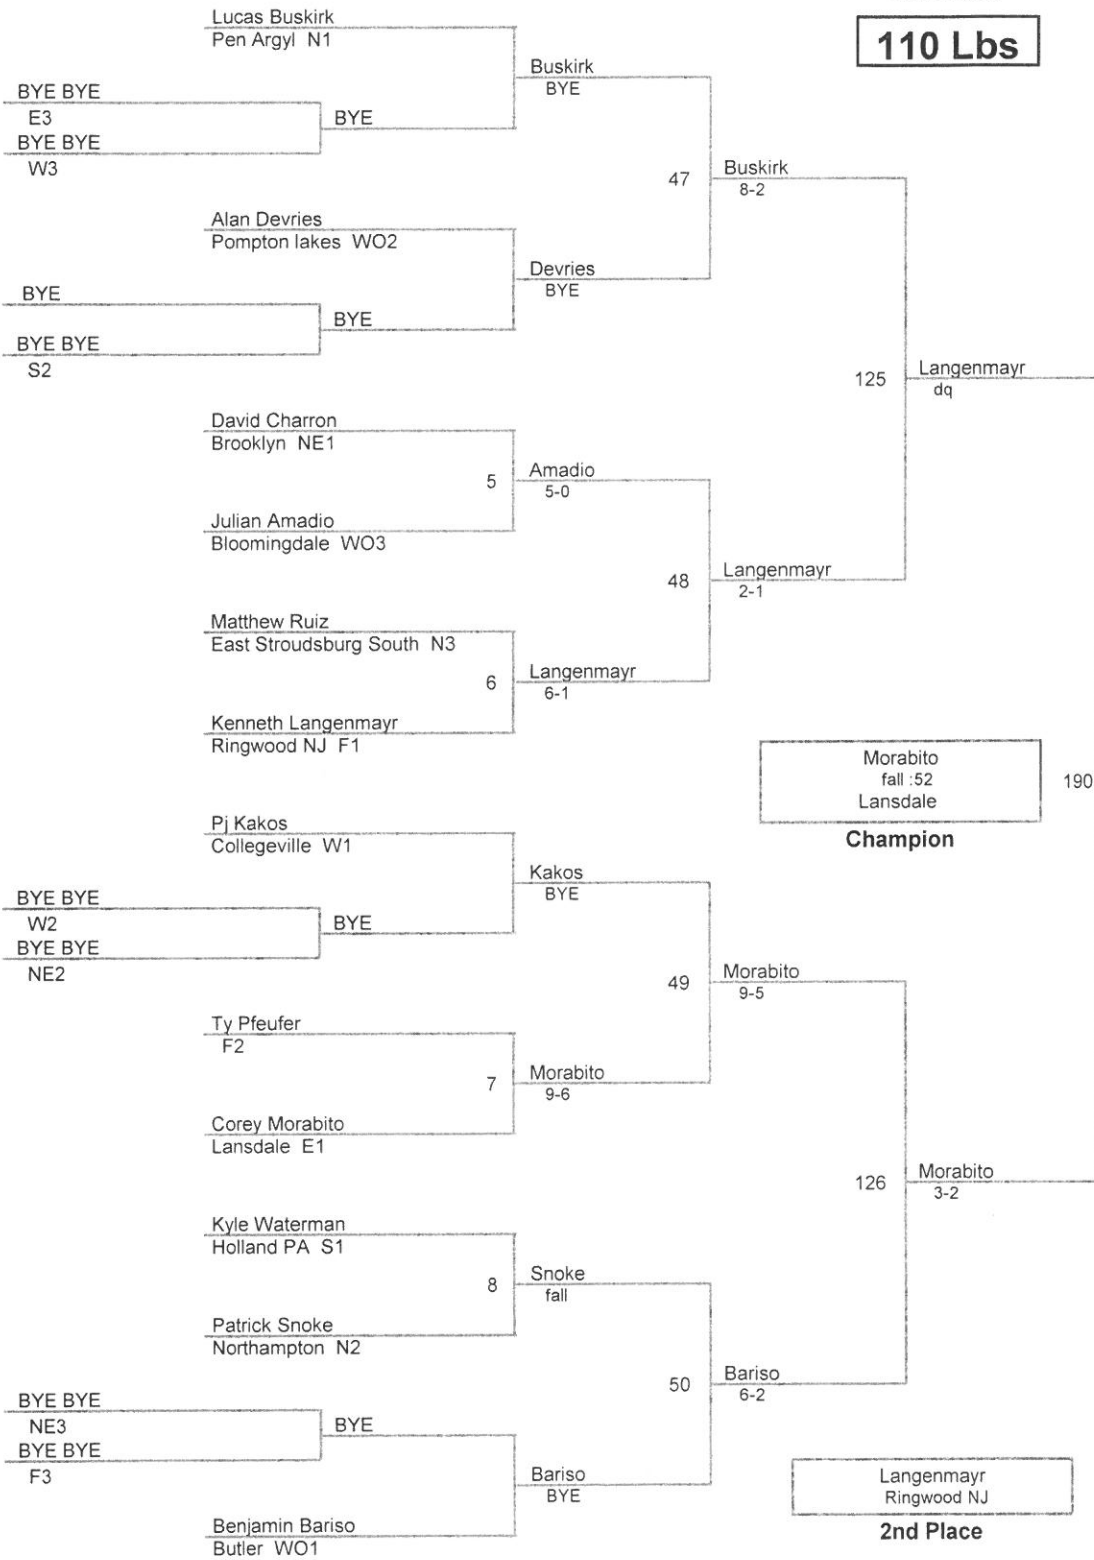 110 Lbs
Lucas Buskirk
Pen Argyl N1
Buskirk
BYE
BYE BYE
E3
BYE
BYE BYE
W3
47
Buskirk
8-2
Alan Devries
Pompton lakes WO2
Devries
BYE
BYE
BYE
BYE BYE
S2
125
Langenmayr
dq
David Charron
Brooklyn NE1
5
Amadio
5-0
Julian Amadio
Bloomingdale WO3
48
Langenmayr
2-1
Matthew Ruiz
East Stroudsburg South N3
6
Langenmayr
6-1
Kenneth Langenmayr
Ringwood NJ F1
Morabito
fall :52
Lansdale
190
Champion
Pj Kakos
Collegeville W1
Kakos
BYE
BYE BYE
W2
BYE
BYE BYE
NE2
49
Morabito
9-5
Ty Pfeufer
F2
7
Morabito
9-6
Corey Morabito
Lansdale E1
126
Morabito
3-2
Kyle Waterman
Holland PA S1
8
Snoke
fall
Patrick Snoke
Northampton N2
50
Bariso
6-2
BYE BYE
NE3
BYE
BYE BYE
F3
Bariso
BYE
Benjamin Bariso
Butler WO1
Langenmayr
Ringwood NJ
2nd Place